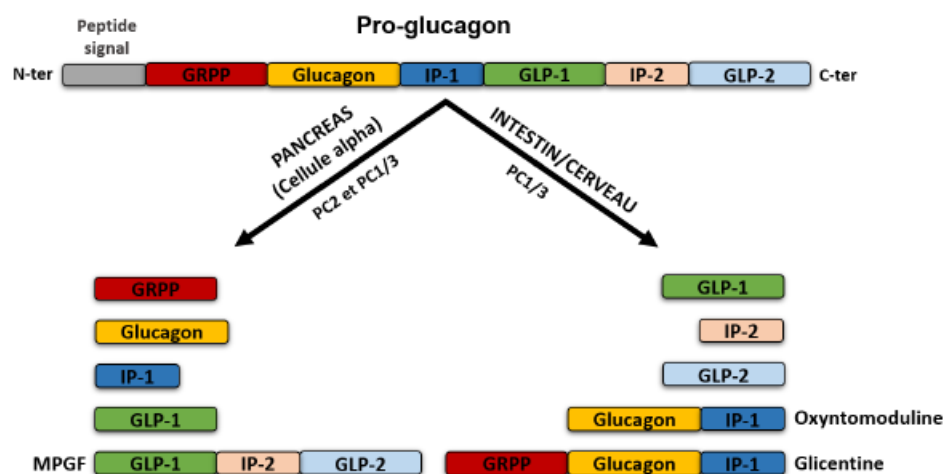 Pro-glucagon
Peptide
signal
N-ter GRPP Glucagon IP-1 GLP-1 IP-2 GLP-2 C-ter
PANCREAS
(Cellule alpha)
PC2 et PC1/3
INTESTIN/CERVEAU
PC1/3
GRPP
Glucagon
IP-1
GLP-1
MPGF GLP-1 IP-2 GLP-2
GLP-1
IP-2
GLP-2
Glucagon IP-1 Oxyntomoduline
GRPP Glucagon IP-1 Glicentine